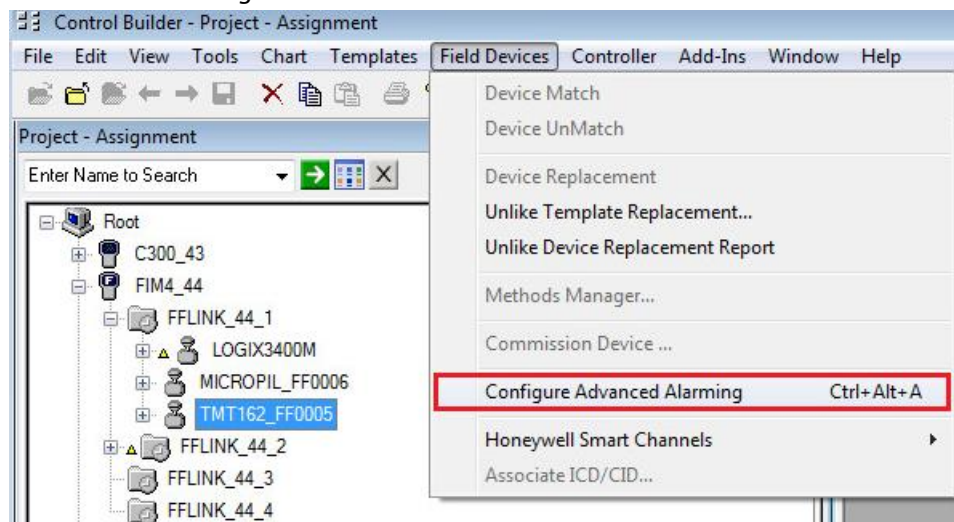 Control Builder - Project - Assignment
File Edit View Tools Chart Templates Field Devices Controller Add-Ins Window Help
Project - Assignment
Enter Name to Search
Root
C300_43
FIM4_44
FFLINK_44_1
LOGIX3400M
MICROPIL_FF0006
TMT162_FF0005
FFLINK_44_2
FFLINK_44_3
FFLINK_44_4
Device Match
Device UnMatch
Device Replacement
Unlike Template Replacement...
Unlike Device Replacement Report
Methods Manager...
Commission Device ...
Configure Advanced Alarming Ctrl+Alt+A
Honeywell Smart Channels
Associate ICD/CID...